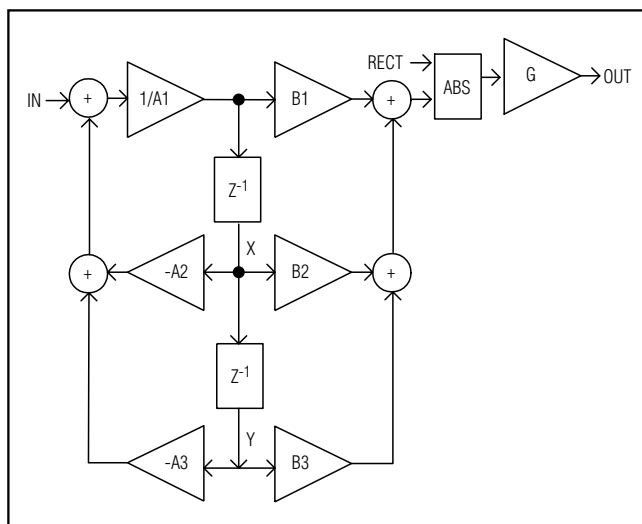 RECT
IN
+
1/A1
B1
+
ABS
G
OUT
Z-1
X
+
-A2
B2
+
Z-1
Y
-A3
B3